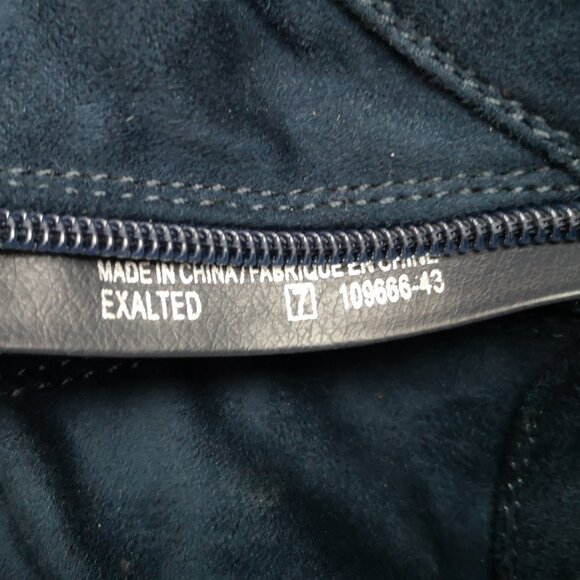 MADE IN CHINA / FABRIQUE EN CHINE
EXALTED 7 109666-43